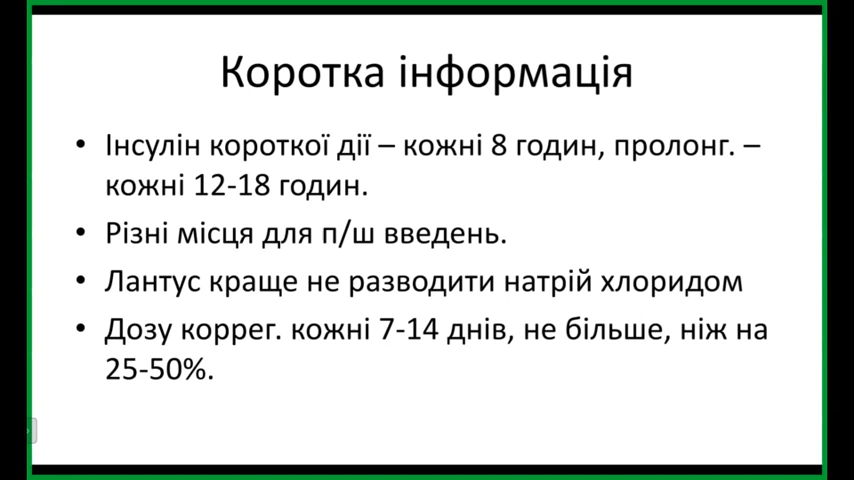 Коротка інформація
• Інсулін короткої дії – кожні 8 годин, пролонг. –
кожні 12-18 годин.
• Різні місця для п/ш введень.
• Лантус краще не разводити натрій хлоридом
• Дозу коррег. кожні 7-14 днів, не більше, ніж на
25-50%.